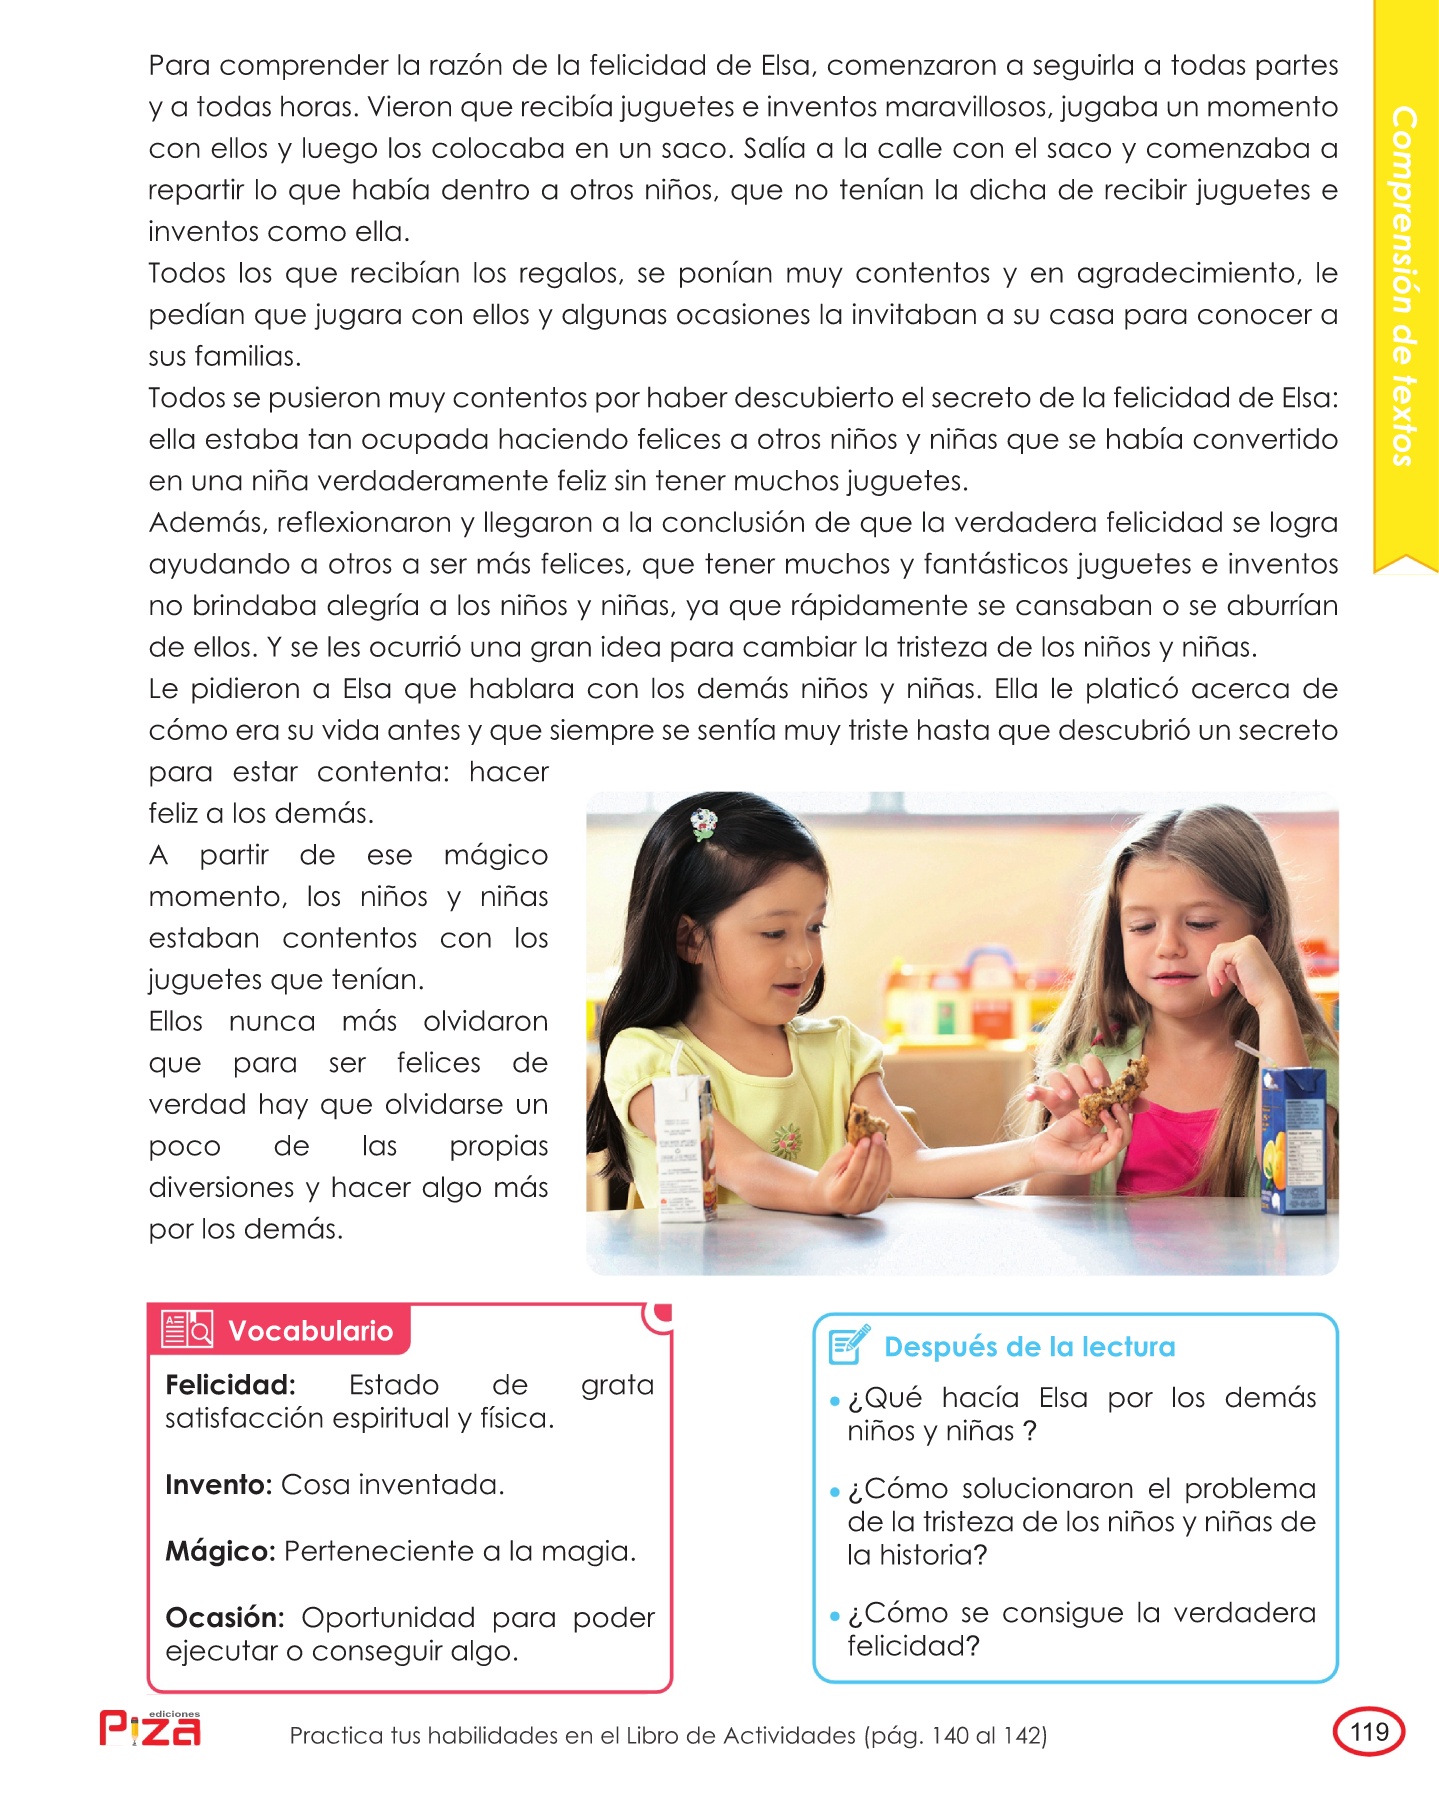 Para comprender la razón de la felicidad de Elsa, comenzaron a seguirla a todas partes
y a todas horas. Vieron que recibía juguetes e inventos maravillosos, jugaba un momento
con ellos y luego los colocaba en un saco. Salía a la calle con el saco y comenzaba a
repartir lo que había dentro a otros niños, que no tenían la dicha de recibir juguetes e
inventos como ella.
Todos los que recibían los regalos, se ponían muy contentos y en agradecimiento, le
pedían que jugara con ellos y algunas ocasiones la invitaban a su casa para conocer a
sus familias.
Todos se pusieron muy contentos por haber descubierto el secreto de la felicidad de Elsa:
ella estaba tan ocupada haciendo felices a otros niños y niñas que se había convertido
en una niña verdaderamente feliz sin tener muchos juguetes.
Además, reflexionaron y llegaron a la conclusión de que la verdadera felicidad se logra
ayudando a otros a ser más felices, que tener muchos y fantásticos juguetes e inventos
no brindaba alegría a los niños y niñas, ya que rápidamente se cansaban o se aburrían
de ellos. Y se les ocurrió una gran idea para cambiar la tristeza de los niños y niñas.
Le pidieron a Elsa que hablara con los demás niños y niñas. Ella le platicó acerca de
cómo era su vida antes y que siempre se sentía muy triste hasta que descubrió un secreto
para estar contenta: hacer
feliz a los demás.
A partir de ese mágico
momento, los niños y niñas
estaban contentos con los
juguetes que tenían.
Ellos nunca más olvidaron
que para ser felices de
verdad hay que olvidarse un
poco de las propias
diversiones y hacer algo más
por los demás.
Comprensión de textos
Vocabulario
Felicidad: Estado de grata
satisfacción espiritual y física.
Invento: Cosa inventada.
Mágico: Perteneciente a la magia.
Ocasión: Oportunidad para poder
ejecutar o conseguir algo.
Después de la lectura
• ¿Qué hacía Elsa por los demás
niños y niñas ?
• ¿Cómo solucionaron el problema
de la tristeza de los niños y niñas de
la historia?
• ¿Cómo se consigue la verdadera
felicidad?
ediciones
Piza
Practica tus habilidades en el Libro de Actividades (pág. 140 al 142)
119